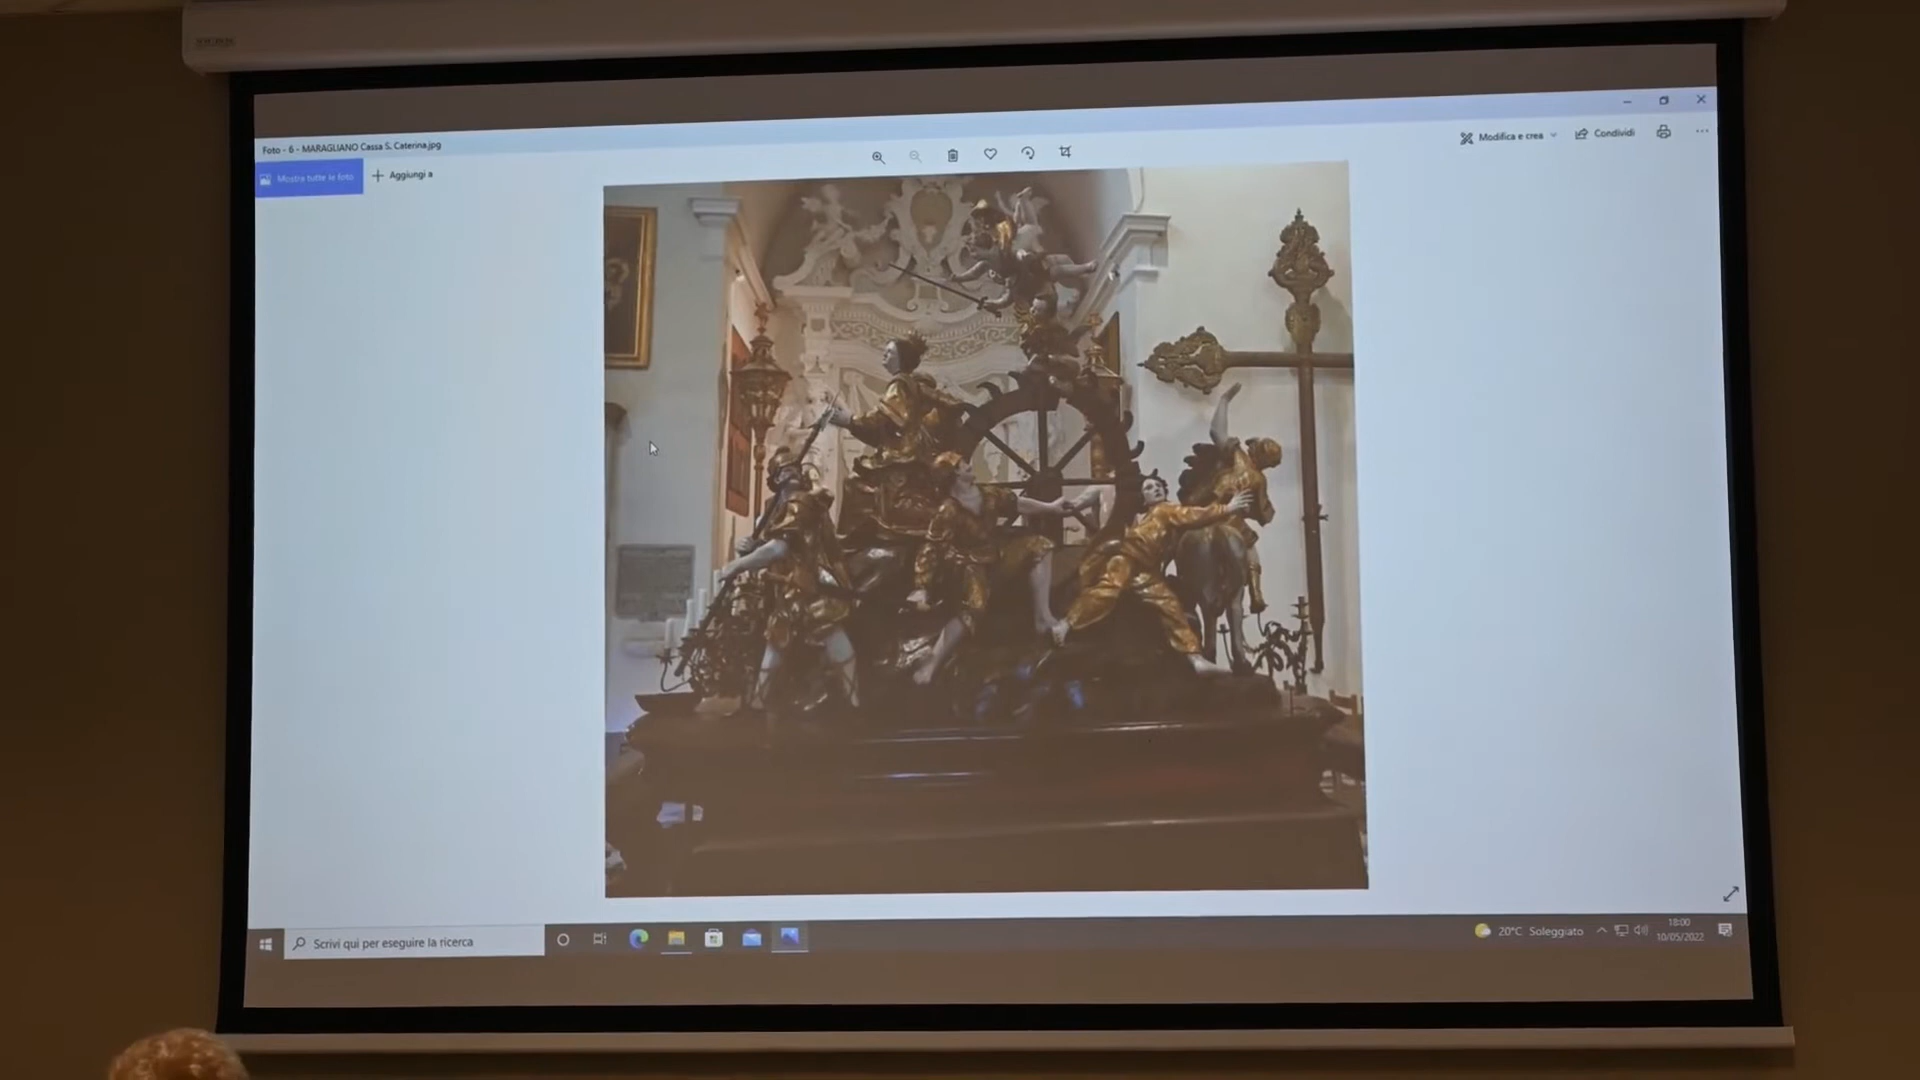 Foto - 6 - MARAGLIANO Cassa S. Caterina.jpg
Modifica e crea
Condividi
Mostra tutte le foto
Aggiungi a
Scrivi qui per eseguire la ricerca
20°C Soleggiato
18:00
10/05/2022